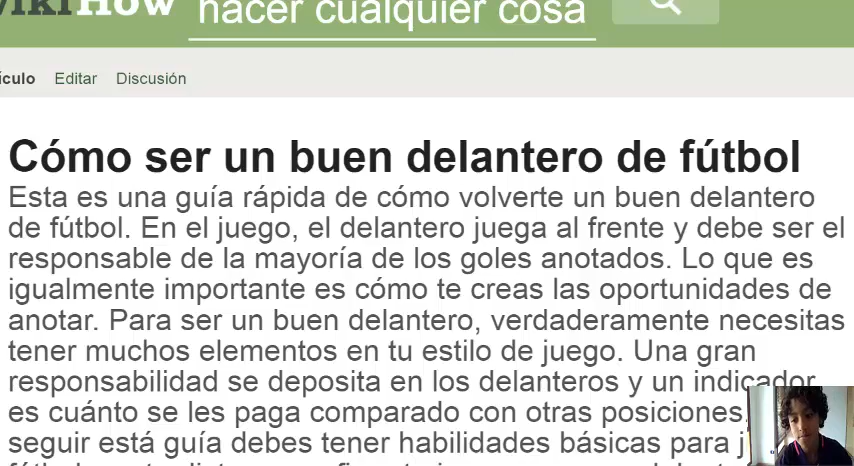 wikiHow hacer cualquier cosa
ículo Editar Discusión
Cómo ser un buen delantero de fútbol
Esta es una guía rápida de cómo volverte un buen delantero
de fútbol. En el juego, el delantero juega al frente y debe ser el
responsable de la mayoría de los goles anotados. Lo que es
igualmente importante es cómo te creas las oportunidades de
anotar. Para ser un buen delantero, verdaderamente necesitas
tener muchos elementos en tu estilo de juego. Una gran
responsabilidad se deposita en los delanteros y un indicador
es cuánto se les paga comparado con otras posiciones.
seguir está guía debes tener habilidades básicas para